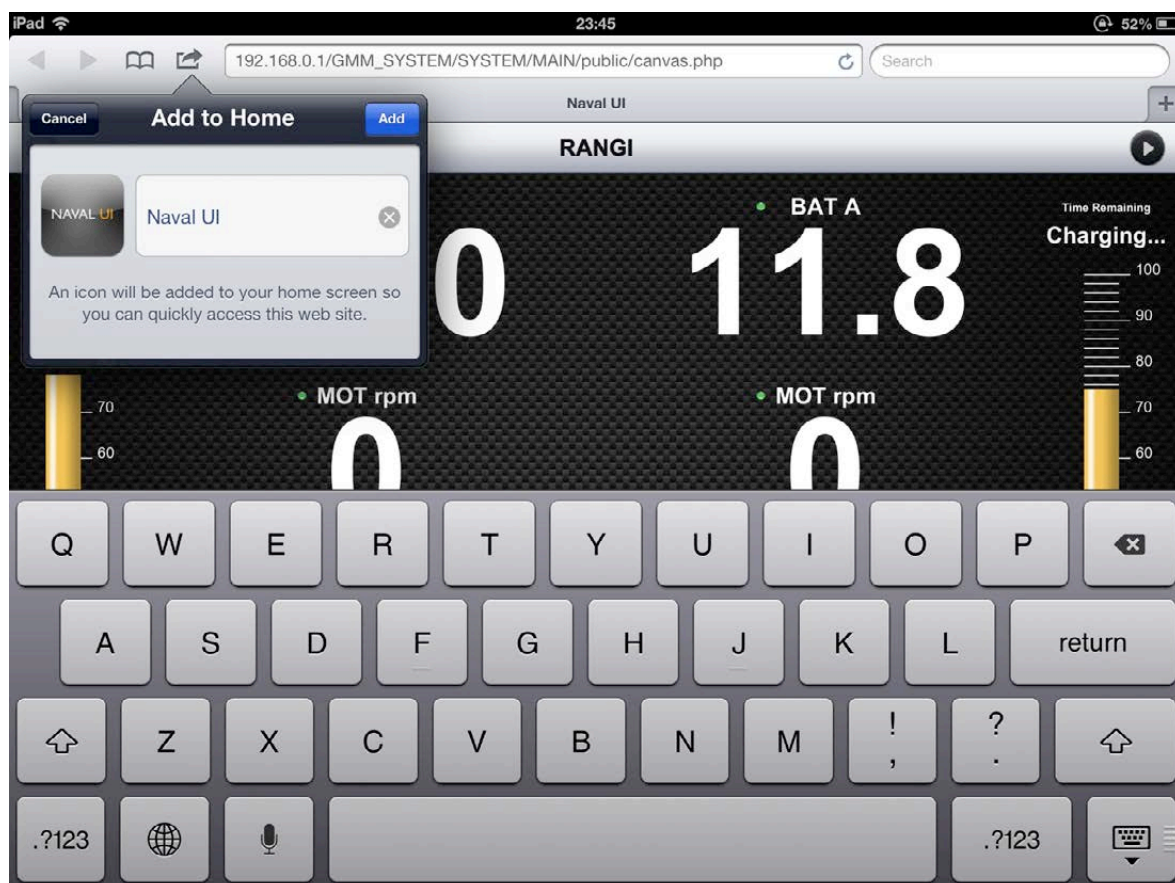 iPad 23:45 52%
192.168.0.1/GMM_SYSTEM/SYSTEM/MAIN/public/canvas.php Search
Naval UI
Cancel Add to Home Add
RANGI
NAVAL UI Naval UI
An icon will be added to your home screen so
you can quickly access this web site.
0
BAT A
11.8
Time Remaining
Charging...
100
90
80
70
60
MOT rpm
0
MOT rpm
0
70
60
Q W E R T Y U I O P
A S D F G H J K L return
Z X C V B N M ! , ? .
.?123 .?123